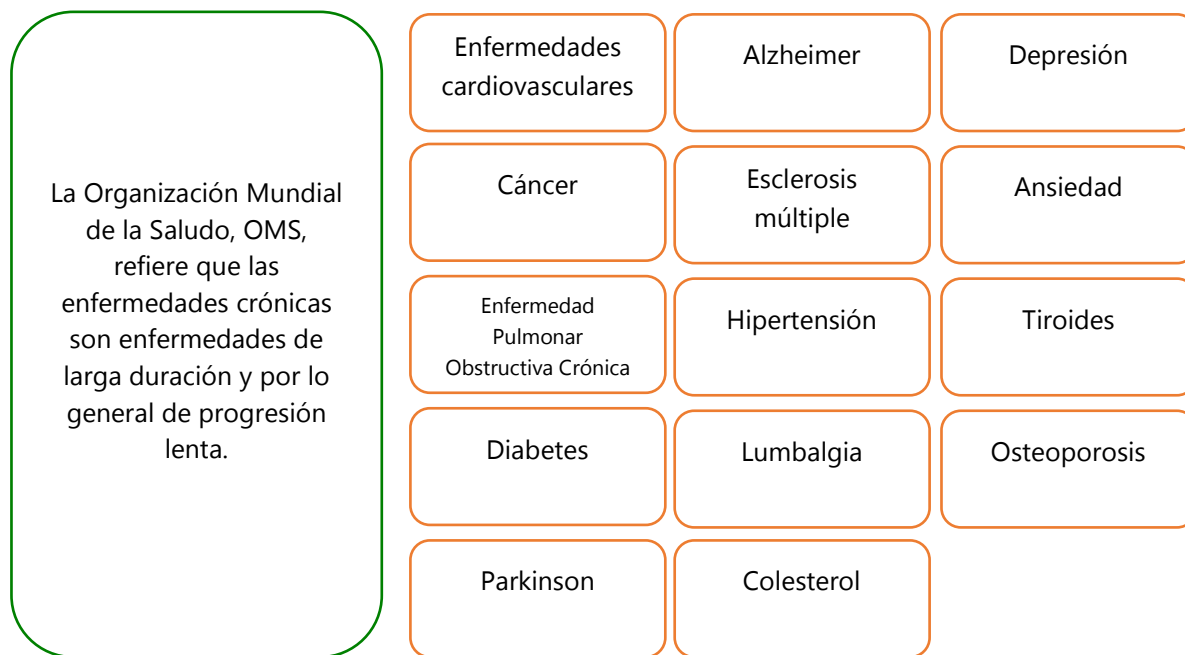 La Organización Mundial
de la Saludo, OMS,
refiere que las
enfermedades crónicas
son enfermedades de
larga duración y por lo
general de progresión
lenta.
Enfermedades
cardiovasculares
Alzheimer
Depresión
Cáncer
Esclerosis
múltiple
Ansiedad
Enfermedad
Pulmonar
Obstructiva Crónica
Hipertensión
Tiroides
Diabetes
Lumbalgia
Osteoporosis
Parkinson
Colesterol